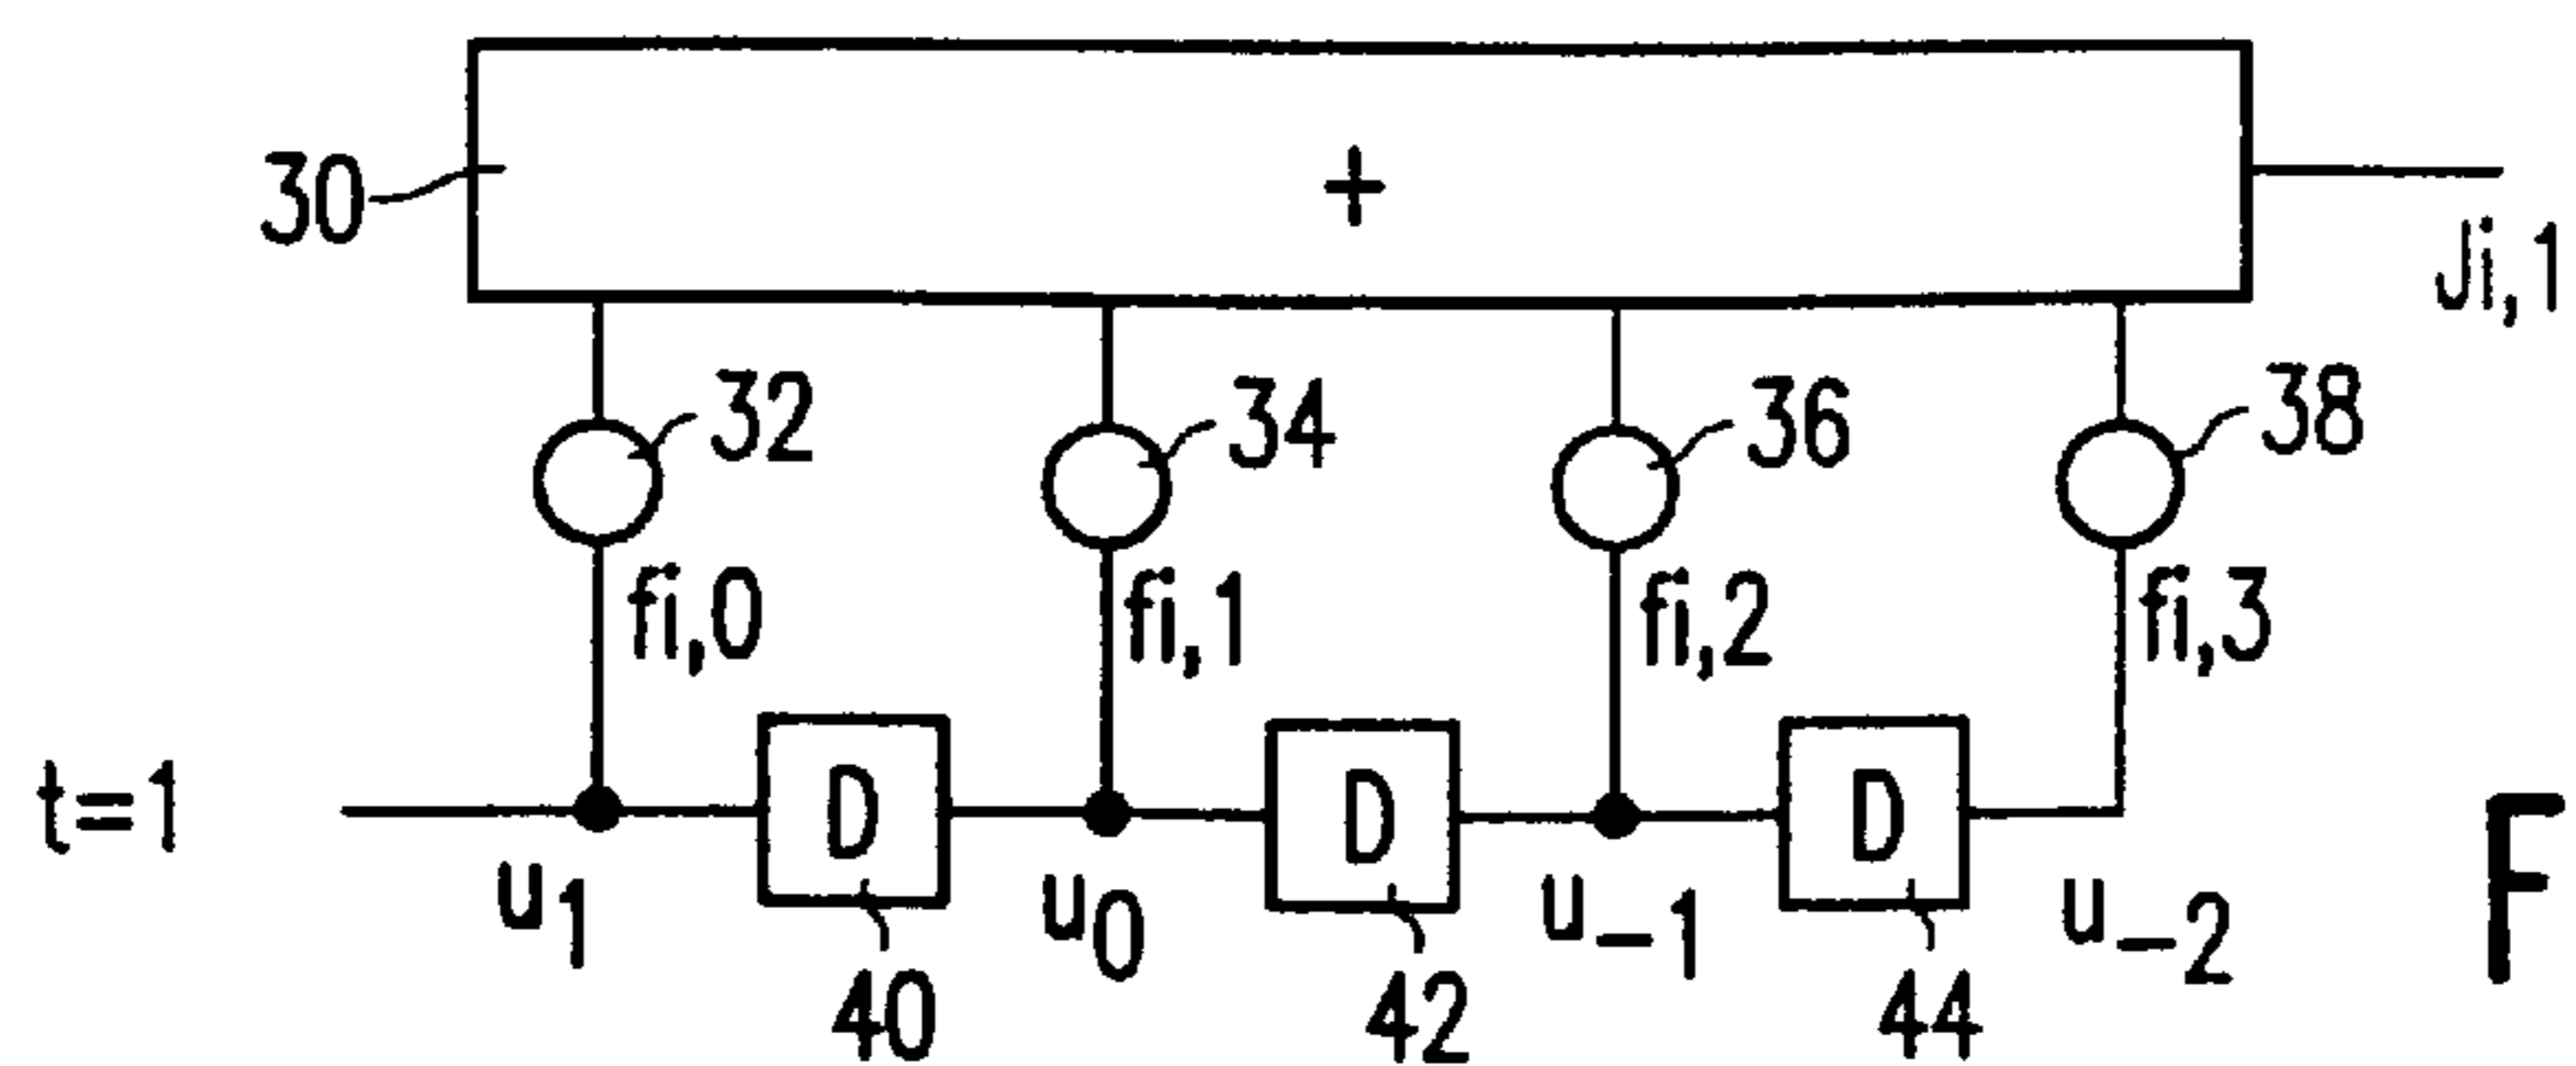 30 + Ji,1
32 34 36 38
fi,0 fi,1 fi,2 fi,3
t=1 D D D F
u1 u0 u-1 u-2
40 42 44